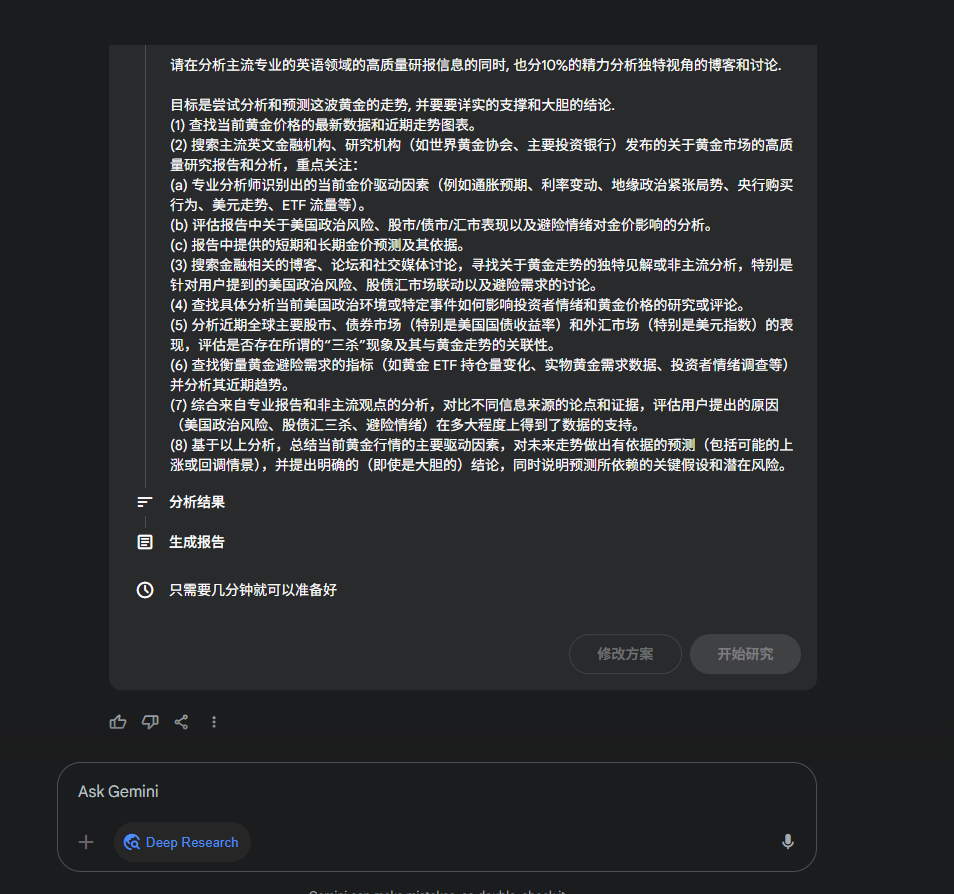 请在分析主流专业的英语领域的高质量研报信息的同时, 也分10%的精力分析独特视角的博客和讨论.
目标是尝试分析和预测这波黄金的走势, 并要要详实的支撑和大胆的结论.
(1) 查找当前黄金价格的最新数据和近期走势图表。
(2) 搜索主流英文金融机构、研究机构（如世界黄金协会、主要投资银行）发布的关于黄金市场的高质
量研究报告和分析，重点关注：
(a) 专业分析师识别出的当前金价驱动因素（例如通胀预期、利率变动、地缘政治紧张局势、央行购买
行为、美元走势、ETF 流量等）。
(b) 评估报告中关于美国政治风险、股市/债市/汇市表现以及避险情绪对金价影响的分析。
(c) 报告中提供的短期和长期金价预测及其依据。
(3) 搜索金融相关的博客、论坛和社交媒体讨论，寻找关于黄金走势的独特见解或非主流分析，特别是
针对用户提到的美国政治风险、股债汇市场联动以及避险需求的讨论。
(4) 查找具体分析当前美国政治环境或特定事件如何影响投资者情绪和黄金价格的研究或评论。
(5) 分析近期全球主要股市、债券市场（特别是美国国债收益率）和外汇市场（特别是美元指数）的表
现，评估是否存在所谓的“三杀”现象及其与黄金走势的关联性。
(6) 查找衡量黄金避险需求的指标（如黄金 ETF 持仓量变化、实物黄金需求数据、投资者情绪调查等）
并分析其近期趋势。
(7) 综合来自专业报告和非主流观点的分析，对比不同信息来源的论点和证据，评估用户提出的原因
（美国政治风险、股债汇三杀、避险情绪）在多大程度上得到了数据的支持。
(8) 基于以上分析，总结当前黄金行情的主要驱动因素，对未来走势做出有依据的预测（包括可能的上
涨或回调情景），并提出明确的（即使是大胆的）结论，同时说明预测所依赖的关键假设和潜在风险。
分析结果
生成报告
只需要几分钟就可以准备好
修改方案
开始研究
Ask Gemini
Deep Research